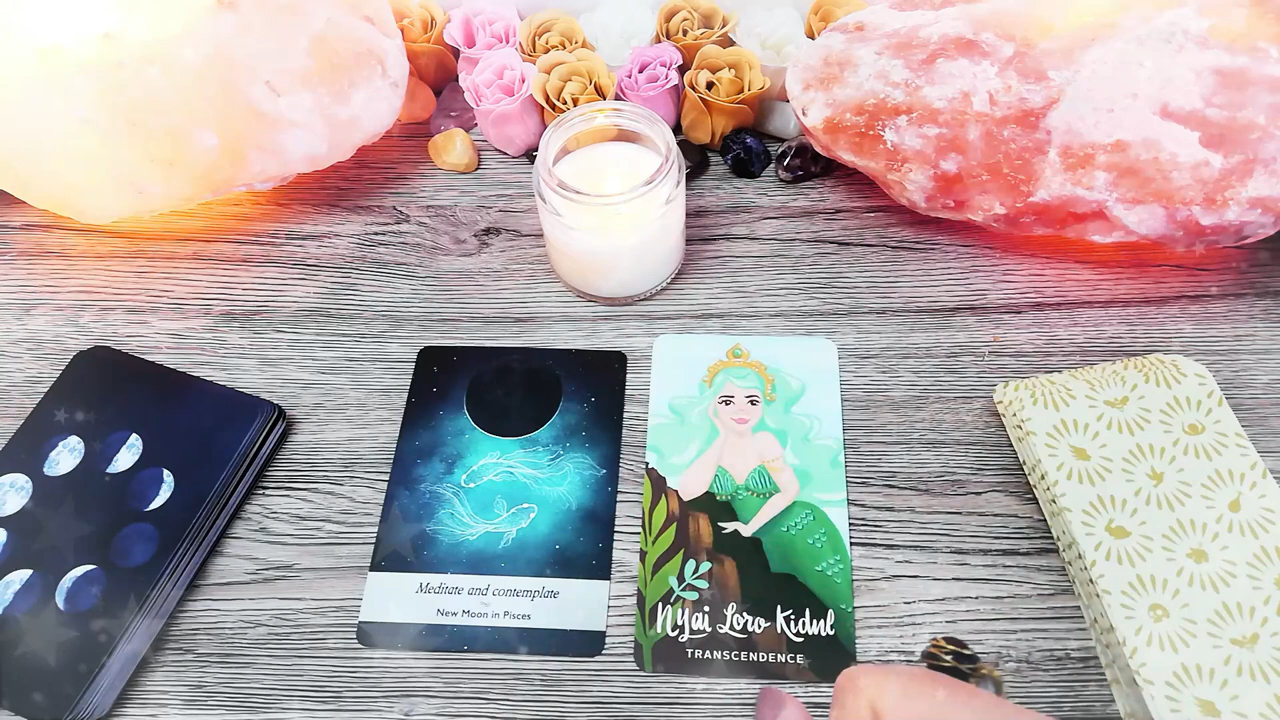 Meditate and contemplate
New Moon in Pisces
Nyai Loro Kidul
TRANSCENDENCE